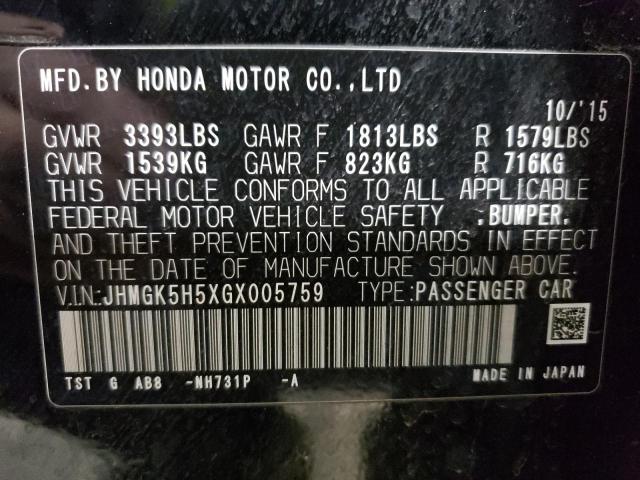 MFD.BY HONDA MOTOR CO.,LTD
10/'15
GVWR 3393LBS GAWR F 1813LBS R 1579LBS
GVWR 1539KG GAWR F 823KG R 716KG
THIS VEHICLE CONFORMS TO ALL APPLICABLE
FEDERAL MOTOR VEHICLE SAFETY .BUMPER.
AND THEFT PREVENTION STANDARDS IN EFFECT
ON THE DATE OF MANUFACTURE SHOWN ABOVE.
V.I.N:JHMGK5H5XGX005759 TYPE:PASSENGER CAR
TST G AB8 -NH731P -A MADE IN JAPAN